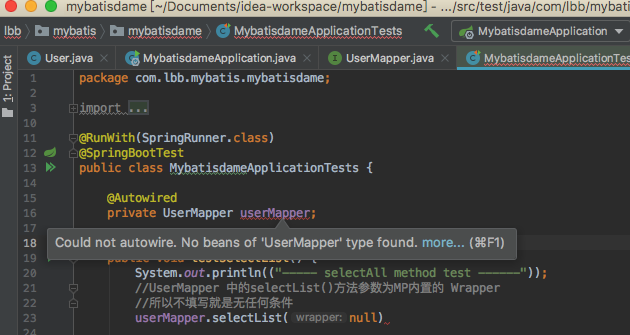 mybatisdame [~/Documents/idea-workspace/mybatisdame] - .../src/test/java/com/lbb/mybati
lbb mybatis mybatisdame MybatisdameApplicationTests MybatisdameApplication
User.java MybatisdameApplication.java UserMapper.java MybatisdameApplicationTes
1: Project
1 package com.lbb.mybatis.mybatisdame;
2
3 import ...
10
11 @RunWith(SpringRunner.class)
12 @SpringBootTest
13 public class MybatisdameApplicationTests {
14
15 @Autowired
16 private UserMapper userMapper;
Could not autowire. No beans of 'UserMapper' type found. more... (⌘F1)
18
19 public void testSelectList() {
20 System.out.println(("----- selectAll method test ------"));
21 //UserMapper 中的selectList()方法参数为MP内置的 Wrapper
22 //所以不填写就是无任何条件
23 userMapper.selectList( wrapper: null)